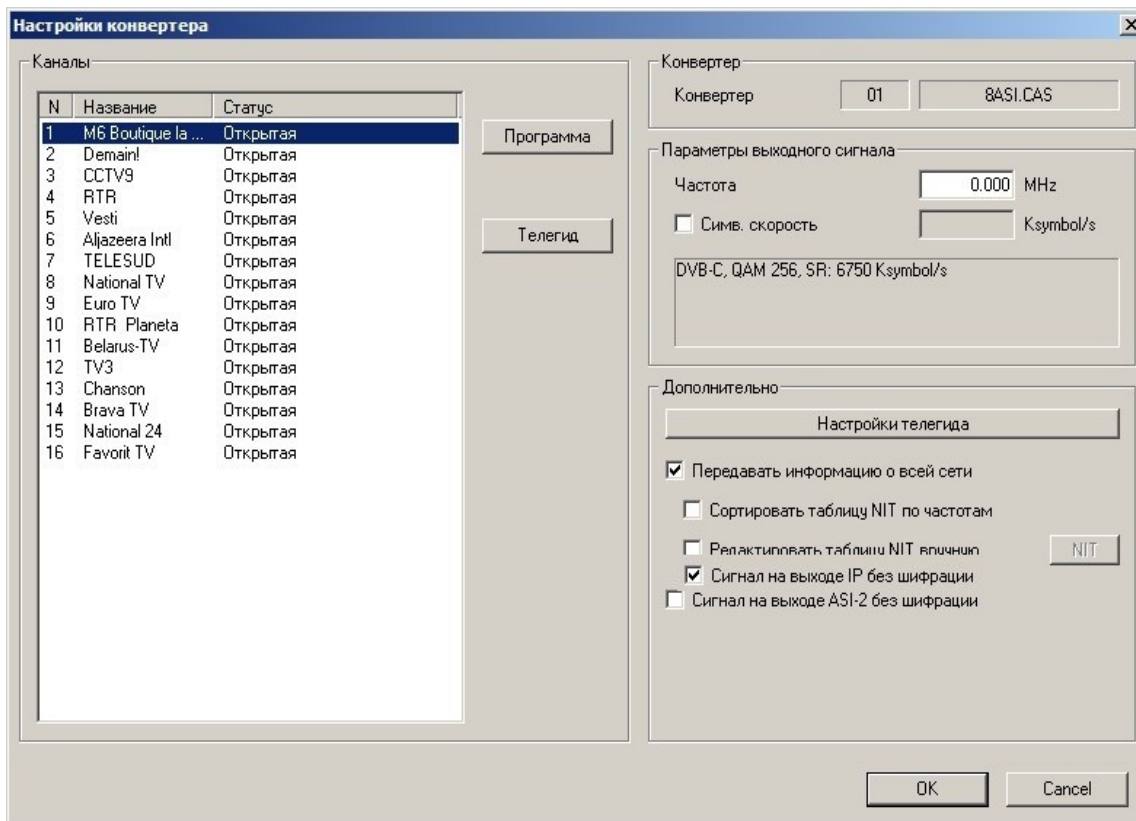 Настройки конвертера
Каналы
N Название Статус
1 M6 Boutique la ... Открытая
2 Demain! Открытая
3 CCTV9 Открытая
4 RTR Открытая
5 Vesti Открытая
6 Aljazeera Intl Открытая
7 TELESUD Открытая
8 National TV Открытая
9 Euro TV Открытая
10 RTR Planeta Открытая
11 Belarus-TV Открытая
12 TV3 Открытая
13 Chanson Открытая
14 Brava TV Открытая
15 National 24 Открытая
16 Favorit TV Открытая
Программа
Телегид
Конвертер
Конвертер 01 8ASI.CAS
Параметры выходного сигнала
Частота 0.000 MHz
Симв. скорость Ksymbol/s
DVB-C, QAM 256, SR: 6750 Ksymbol/s
Дополнительно
Настройки телегида
Передавать информацию о всей сети
Сортировать таблицу NIT по частотам
Редактировать таблицу NIT вручную NIT
Сигнал на выходе IP без шифрации
Сигнал на выходе ASI-2 без шифрации
OK Cancel